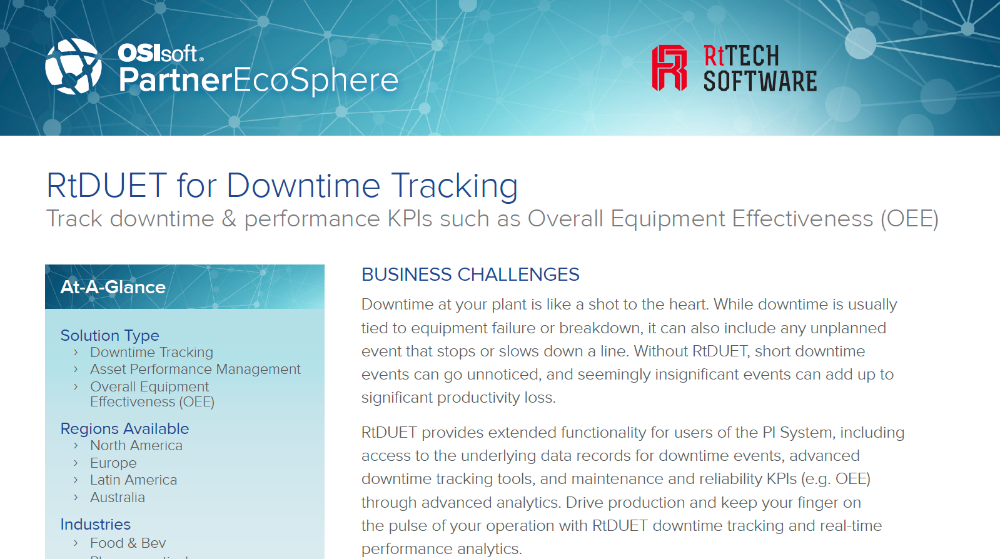 OSIsoft®
PartnerEcoSphere
RtTECH
SOFTWARE
RtDUET for Downtime Tracking
Track downtime & performance KPIs such as Overall Equipment Effectiveness (OEE)
At-A-Glance
Solution Type
› Downtime Tracking
› Asset Performance Management
› Overall Equipment
Effectiveness (OEE)
Regions Available
› North America
› Europe
› Latin America
› Australia
Industries
› Food & Bev
BUSINESS CHALLENGES
Downtime at your plant is like a shot to the heart. While downtime is usually
tied to equipment failure or breakdown, it can also include any unplanned
event that stops or slows down a line. Without RtDUET, short downtime
events can go unnoticed, and seemingly insignificant events can add up to
significant productivity loss.
RtDUET provides extended functionality for users of the PI System, including
access to the underlying data records for downtime events, advanced
downtime tracking tools, and maintenance and reliability KPIs (e.g. OEE)
through advanced analytics. Drive production and keep your finger on
the pulse of your operation with RtDUET downtime tracking and real-time
performance analytics.